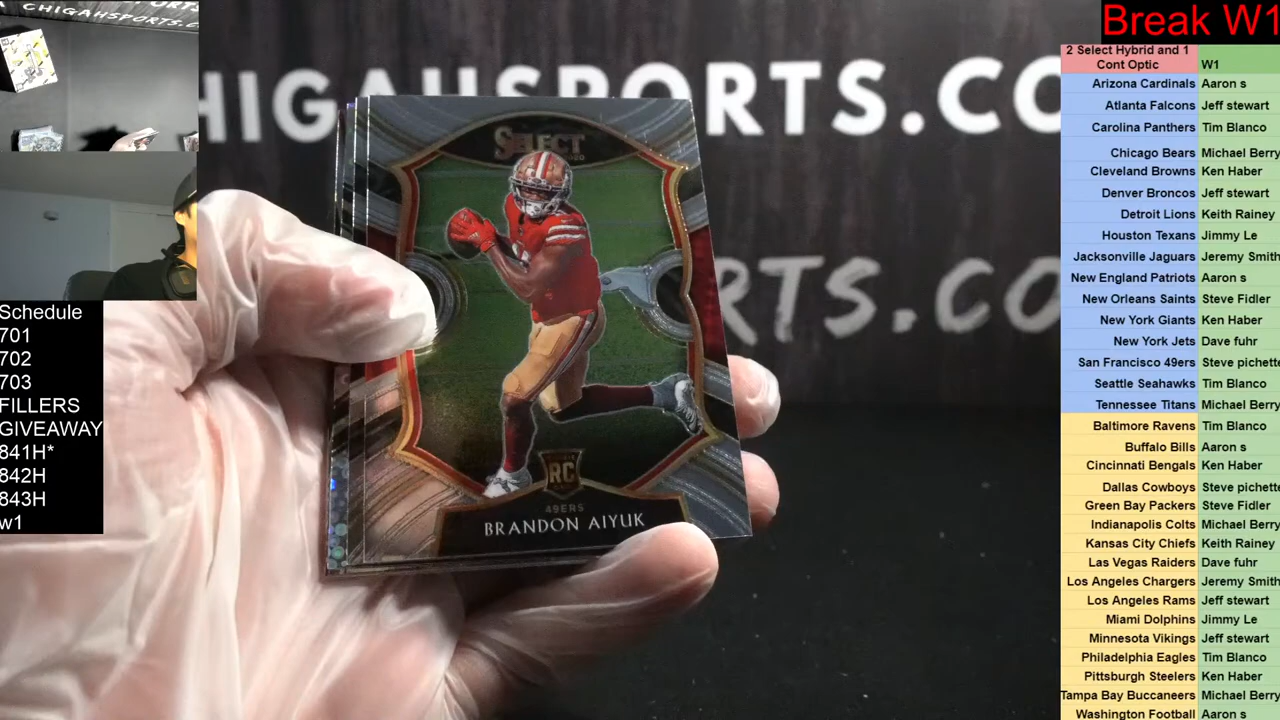 CHIGAHSPORTS.C
HIGAHSPORTS.CO
RTS.CO
SELECT
RC
49ERS
BRANDON AIYUK
Schedule
701
702
703
FILLERS
GIVEAWAY
841H*
842H
843H
w1
Break W1
2 Select Hybrid and 1 Cont Optic W1
Arizona Cardinals Aaron s
Atlanta Falcons Jeff stewart
Carolina Panthers Tim Blanco
Chicago Bears Michael Berry
Cleveland Browns Ken Haber
Denver Broncos Jeff stewart
Detroit Lions Keith Rainey
Houston Texans Jimmy Le
Jacksonville Jaguars Jeremy Smith
New England Patriots Aaron s
New Orleans Saints Steve Fidler
New York Giants Ken Haber
New York Jets Dave fuhr
San Francisco 49ers Steve pichette
Seattle Seahawks Tim Blanco
Tennessee Titans Michael Berry
Baltimore Ravens Tim Blanco
Buffalo Bills Aaron s
Cincinnati Bengals Ken Haber
Dallas Cowboys Steve pichette
Green Bay Packers Steve Fidler
Indianapolis Colts Michael Berry
Kansas City Chiefs Keith Rainey
Las Vegas Raiders Dave fuhr
Los Angeles Chargers Jeremy Smith
Los Angeles Rams Jeff stewart
Miami Dolphins Jimmy Le
Minnesota Vikings Jeff stewart
Philadelphia Eagles Tim Blanco
Pittsburgh Steelers Ken Haber
Tampa Bay Buccaneers Michael Berry
Washington Football Aaron s